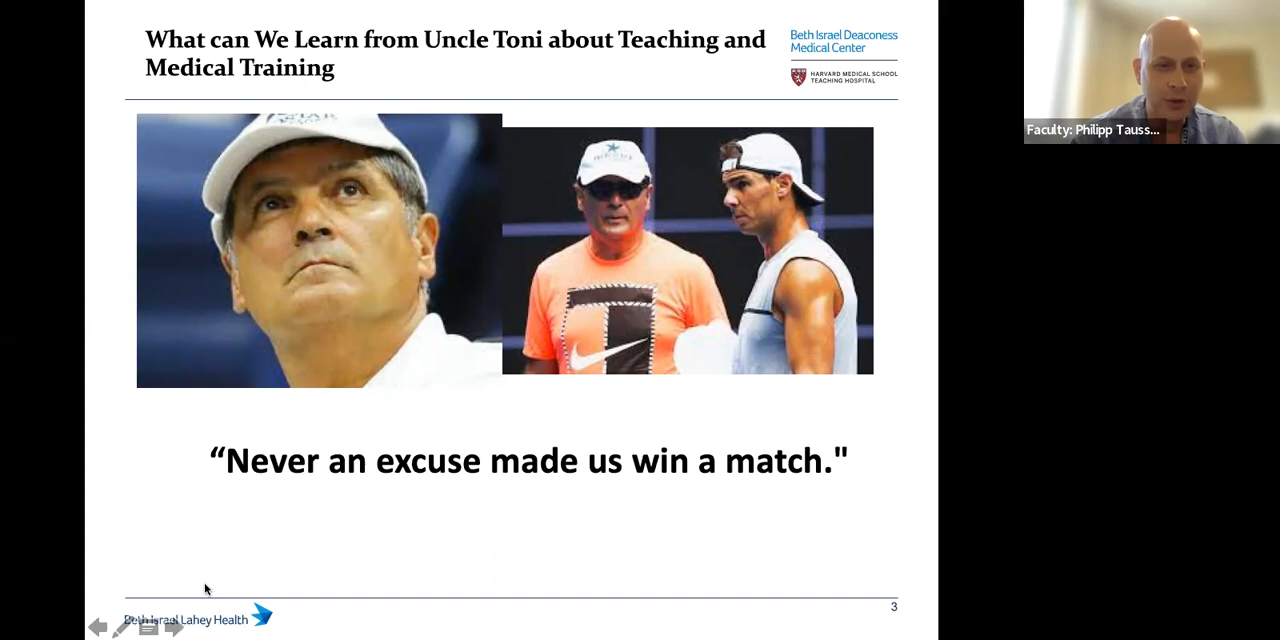 What can We Learn from Uncle Toni about Teaching and
Medical Training
Beth Israel Deaconess
Medical Center
HARVARD MEDICAL SCHOOL
TEACHING HOSPITAL
Faculty: Philipp Tauss...
“Never an excuse made us win a match."
3
Beth Israel Lahey Health